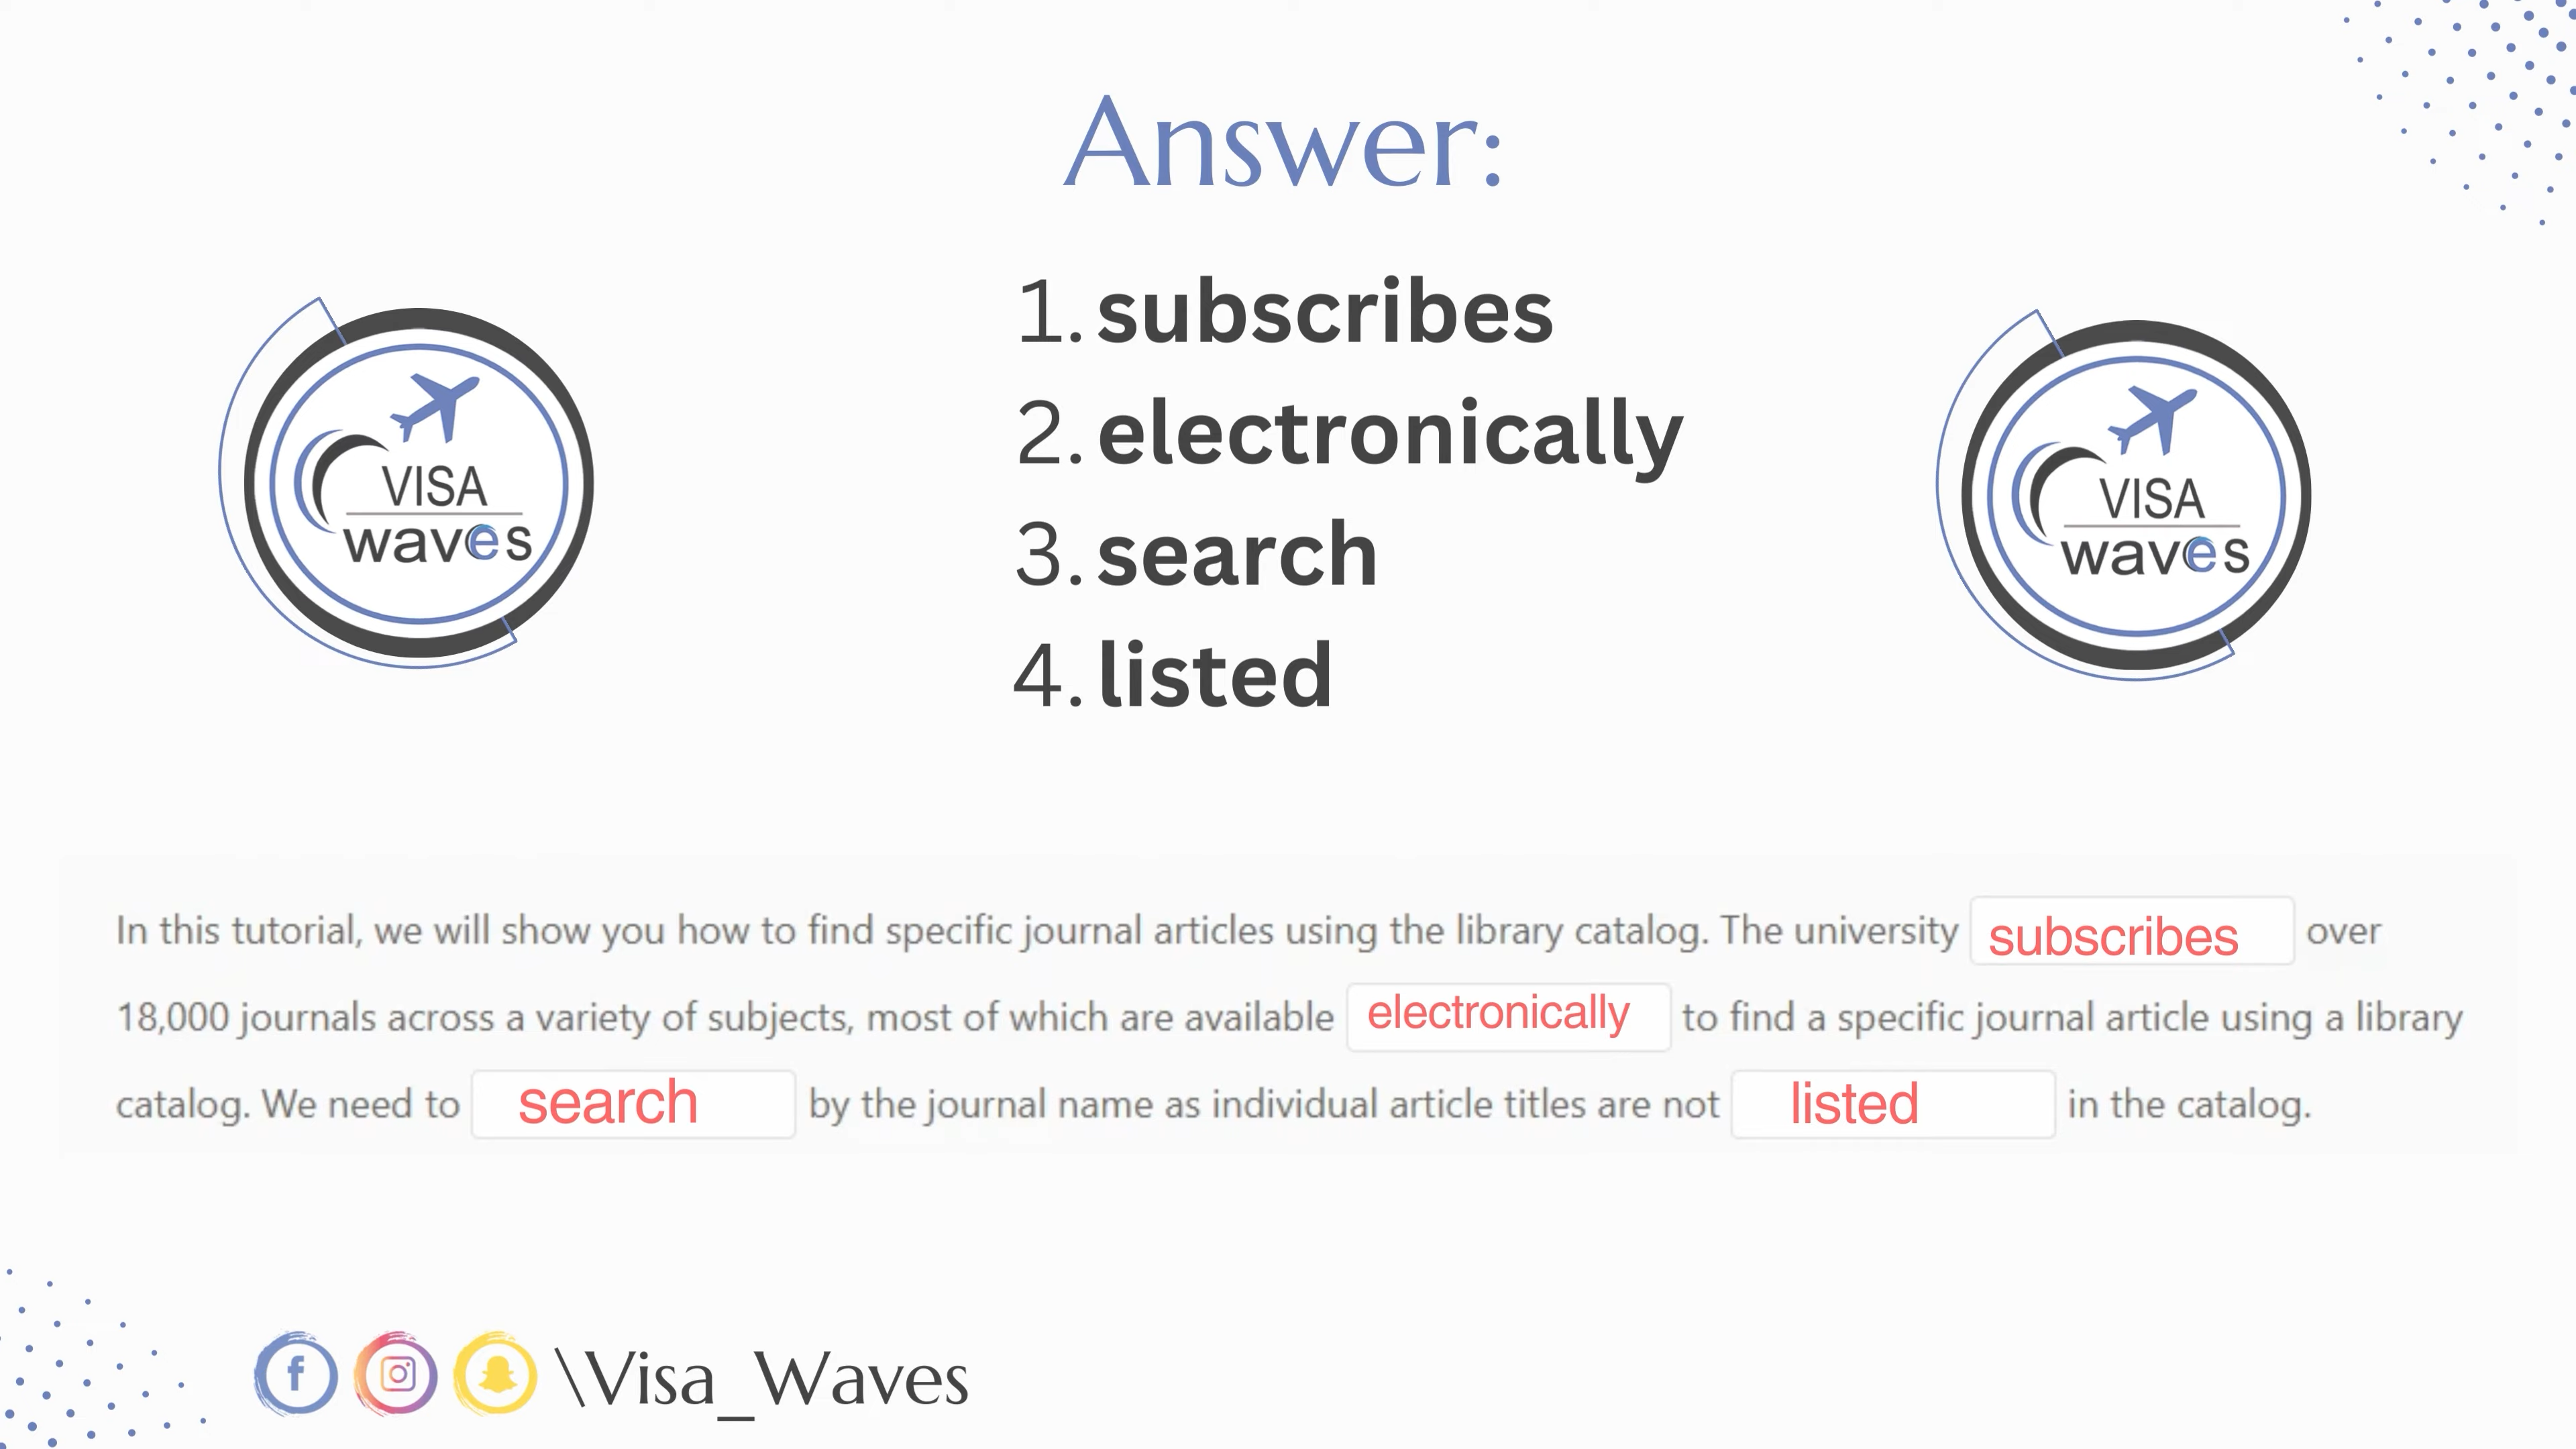 Answer:
1. subscribes
2. electronically
3. search
4. listed
VISA
waves
VISA
waves
In this tutorial, we will show you how to find specific journal articles using the library catalog. The university subscribes over
18,000 journals across a variety of subjects, most of which are available electronically to find a specific journal article using a library
catalog. We need to search by the journal name as individual article titles are not listed in the catalog.
\Visa_Waves